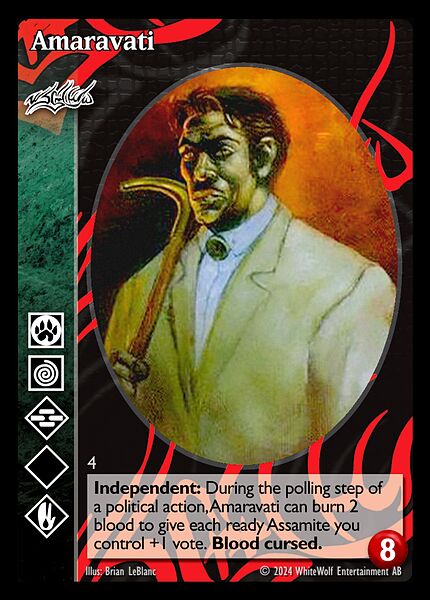 Amaravati
4
Independent: During the polling step of
a political action, Amaravati can burn 2
blood to give each ready Assamite you
control +1 vote. Blood cursed.
8
Illus: Brian LeBlanc © 2024 WhiteWolf Entertainment AB